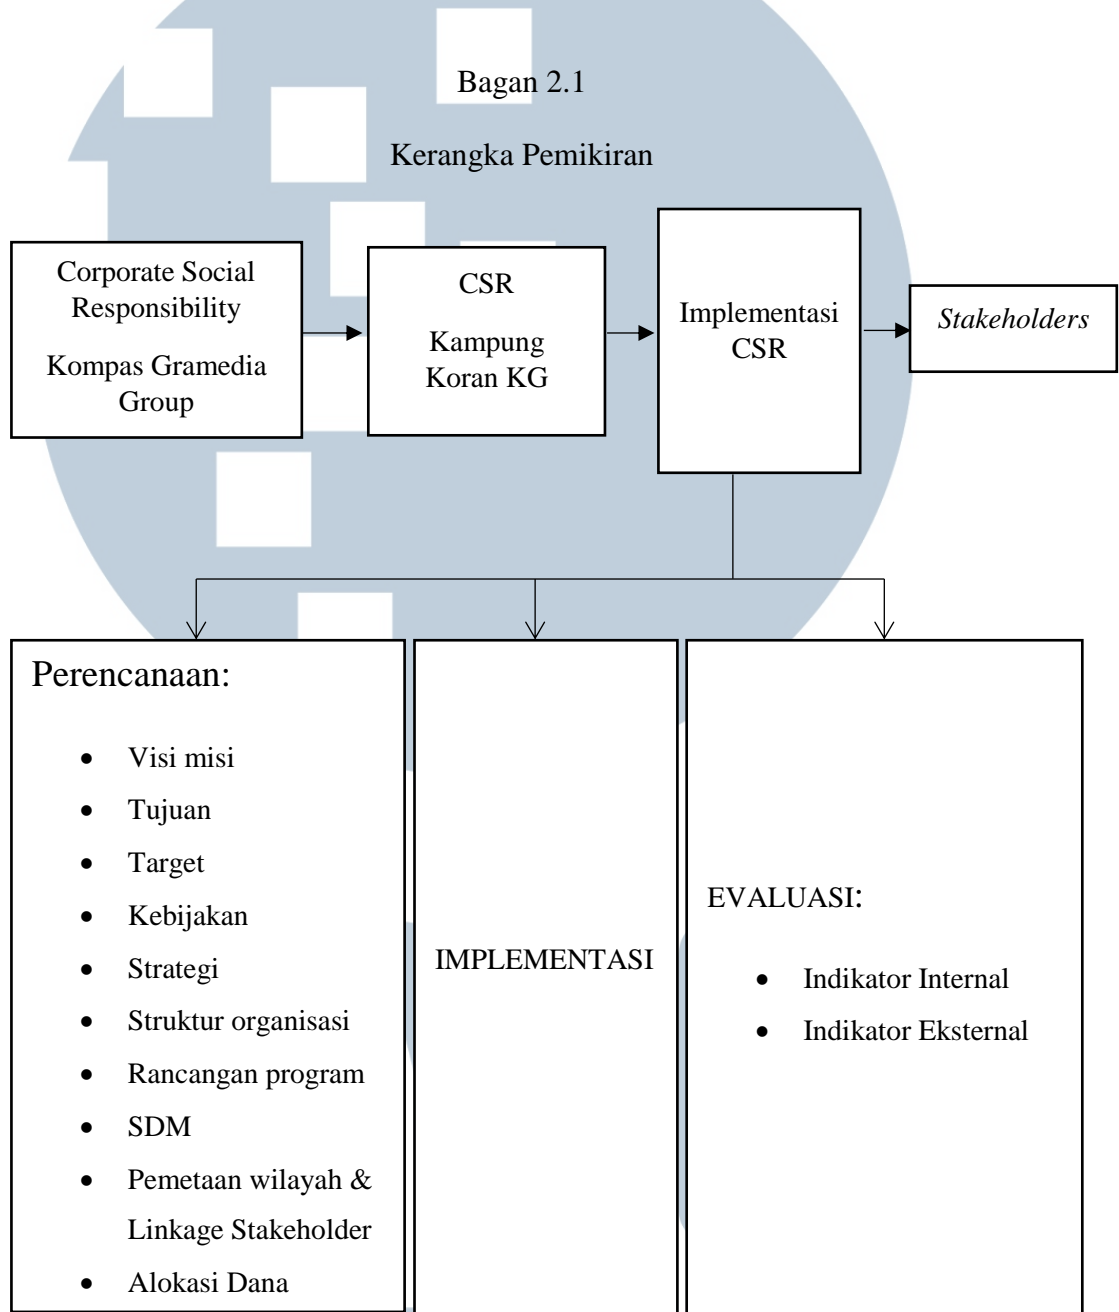 Bagan 2.1
Kerangka Pemikiran
Corporate Social
Responsibility
Kompas Gramedia
Group
CSR
Kampung
Koran KG
Implementasi
CSR
Stakeholders
Perencanaan:
• Visi misi
• Tujuan
• Target
• Kebijakan
• Strategi
• Struktur organisasi
• Rancangan program
• SDM
• Pemetaan wilayah &
Linkage Stakeholder
• Alokasi Dana
IMPLEMENTASI
EVALUASI:
• Indikator Internal
• Indikator Eksternal